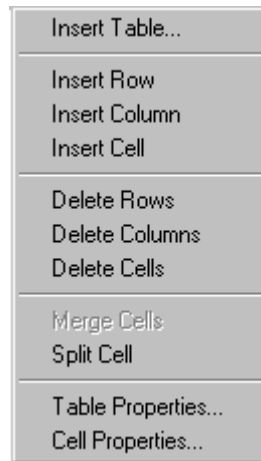 Insert Table...
Insert Row
Insert Column
Insert Cell
Delete Rows
Delete Columns
Delete Cells
Merge Cells
Split Cell
Table Properties...
Cell Properties...